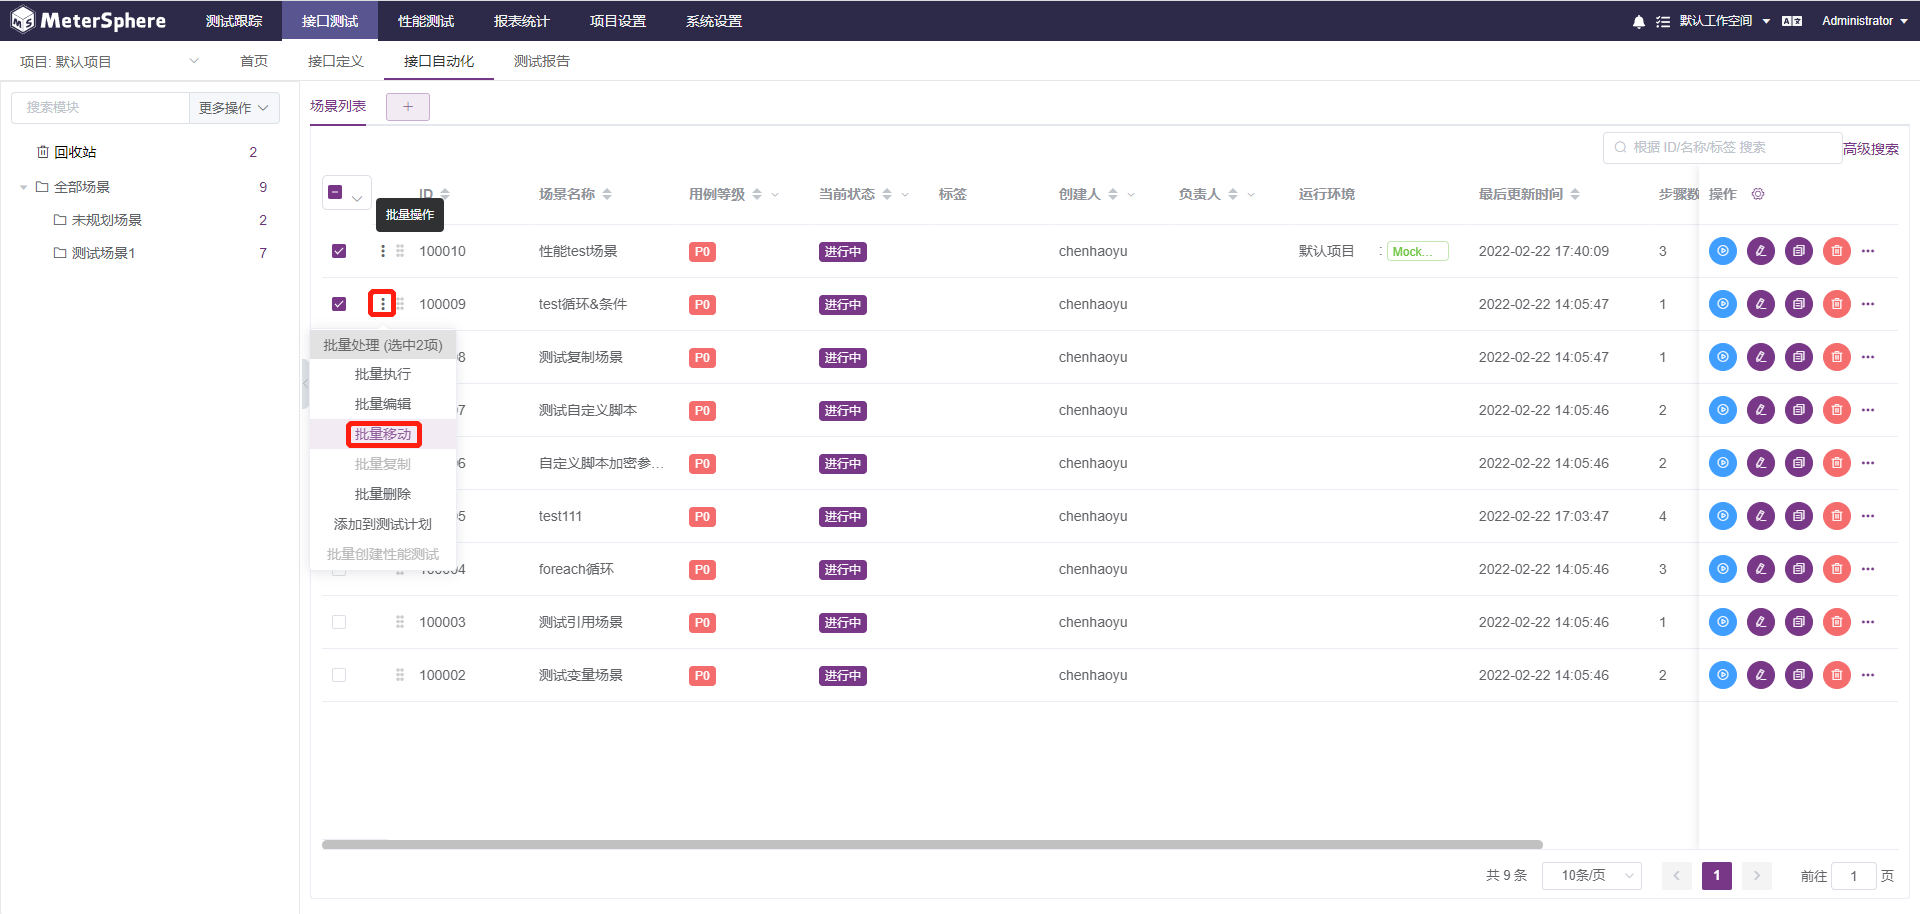 MeterSphere 测试跟踪 接口测试 性能测试 报表统计 项目设置 系统设置 默认工作空间 Administrator
项目: 默认项目 首页 接口定义 接口自动化 测试报告
搜索模块 更多操作 场景列表 +
回收站 2
全部场景 9
未规划场景 2
测试场景1 7
根据 ID/名称/标签 搜索 高级搜索
ID 场景名称 用例等级 当前状态 标签 创建人 负责人 运行环境 最后更新时间 步骤数 操作
批量操作
100010 性能test场景 P0 进行中 chenhaoyu 默认项目 : Mock... 2022-02-22 17:40:09 3
100009 test循环&条件 P0 进行中 chenhaoyu 2022-02-22 14:05:47 1
8 测试复制场景 P0 进行中 chenhaoyu 2022-02-22 14:05:47 1
7 测试自定义脚本 P0 进行中 chenhaoyu 2022-02-22 14:05:46 2
6 自定义脚本加密参... P0 进行中 chenhaoyu 2022-02-22 14:05:46 2
5 test111 P0 进行中 chenhaoyu 2022-02-22 17:03:47 4
100004 foreach循环 P0 进行中 chenhaoyu 2022-02-22 14:05:46 3
100003 测试引用场景 P0 进行中 chenhaoyu 2022-02-22 14:05:46 1
100002 测试变量场景 P0 进行中 chenhaoyu 2022-02-22 14:05:46 2
批量处理 (选中2项)
批量执行
批量编辑
批量移动
批量复制
批量删除
添加到测试计划
批量创建性能测试
共 9 条 10条/页 1 前往 1 页